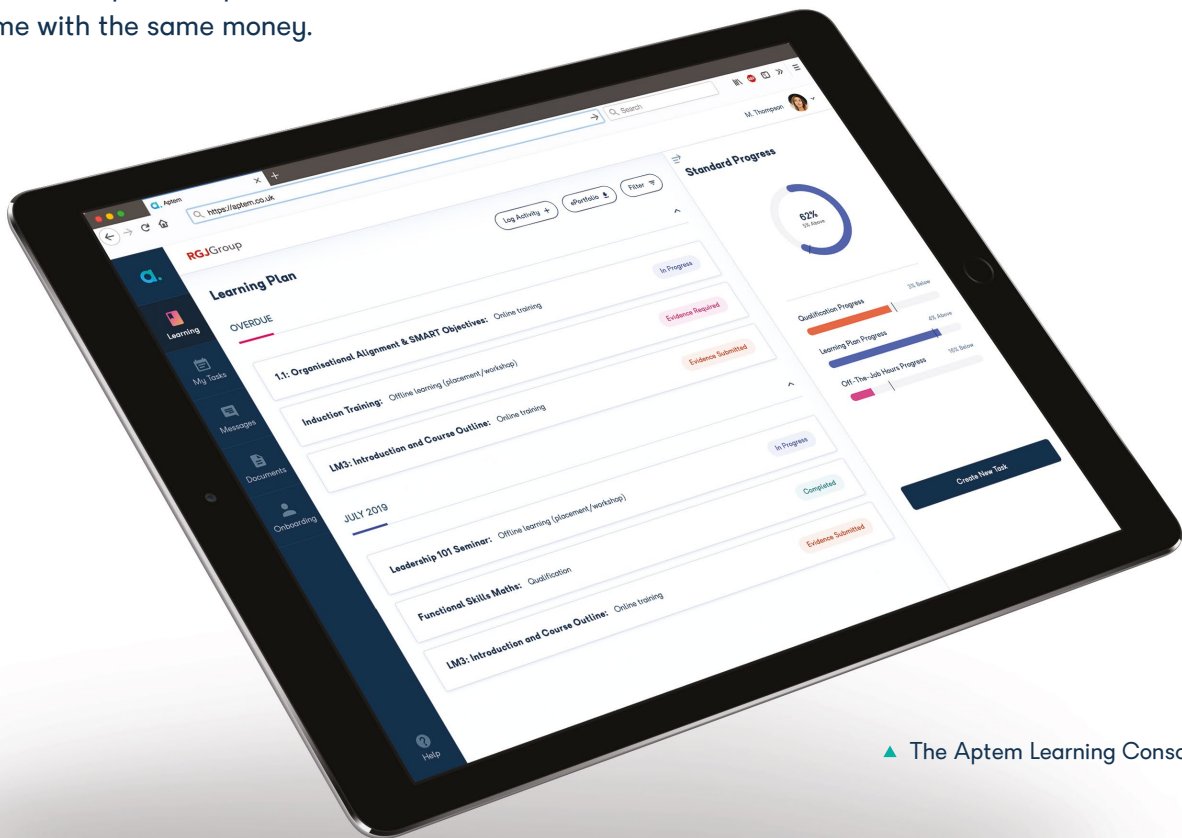 me with the same money.
Aptem
https://aptem.co.uk
Search
M. Thompson
RGJGroup
a.
Learning
My Tasks
Messages
Documents
Onboarding
Help
Learning Plan
Log Activity +
ePortfolio
Filter
OVERDUE
1.1: Organisational Alignment & SMART Objectives: Online training
In Progress
Induction Training: Offline learning (placement/workshop)
Evidence Required
LM3: Introduction and Course Outline: Online training
Evidence Submitted
JULY 2019
Leadership 101 Seminar: Offline learning (placement/workshop)
In Progress
Functional Skills Maths: Qualification
Completed
LM3: Introduction and Course Outline: Online training
Evidence Submitted
Standard Progress
62%
5% Above
Qualification Progress
3% Below
Learning Plan Progress
4% Above
Off-The-Job Hours Progress
16% Below
Create New Task
▲ The Aptem Learning